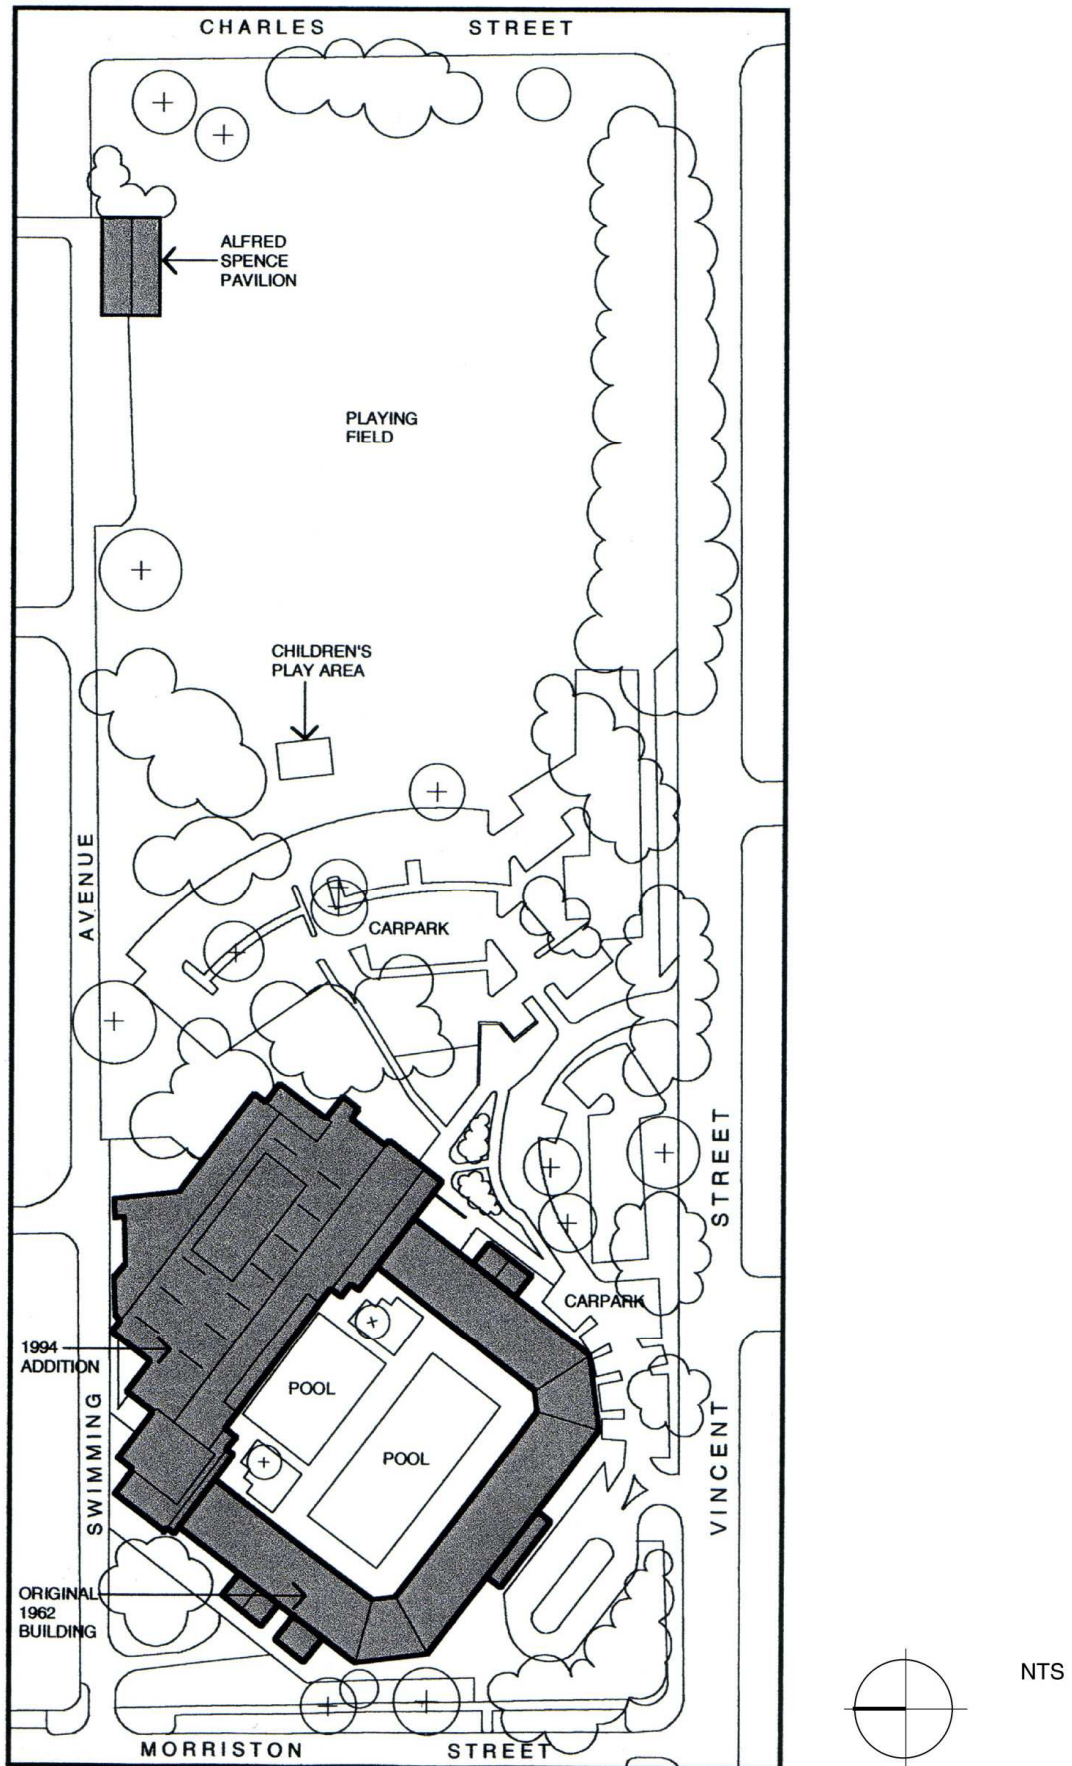 CHARLES STREET
ALFRED
SPENCE
PAVILION
PLAYING
FIELD
CHILDREN'S
PLAY AREA
AVENUE
CARPARK
STREET
CARPARK
1994
ADDITION
POOL
POOL
SWIMMING
VINCENT
ORIGINAL
1962
BUILDING
NTS
MORRISTON STREET